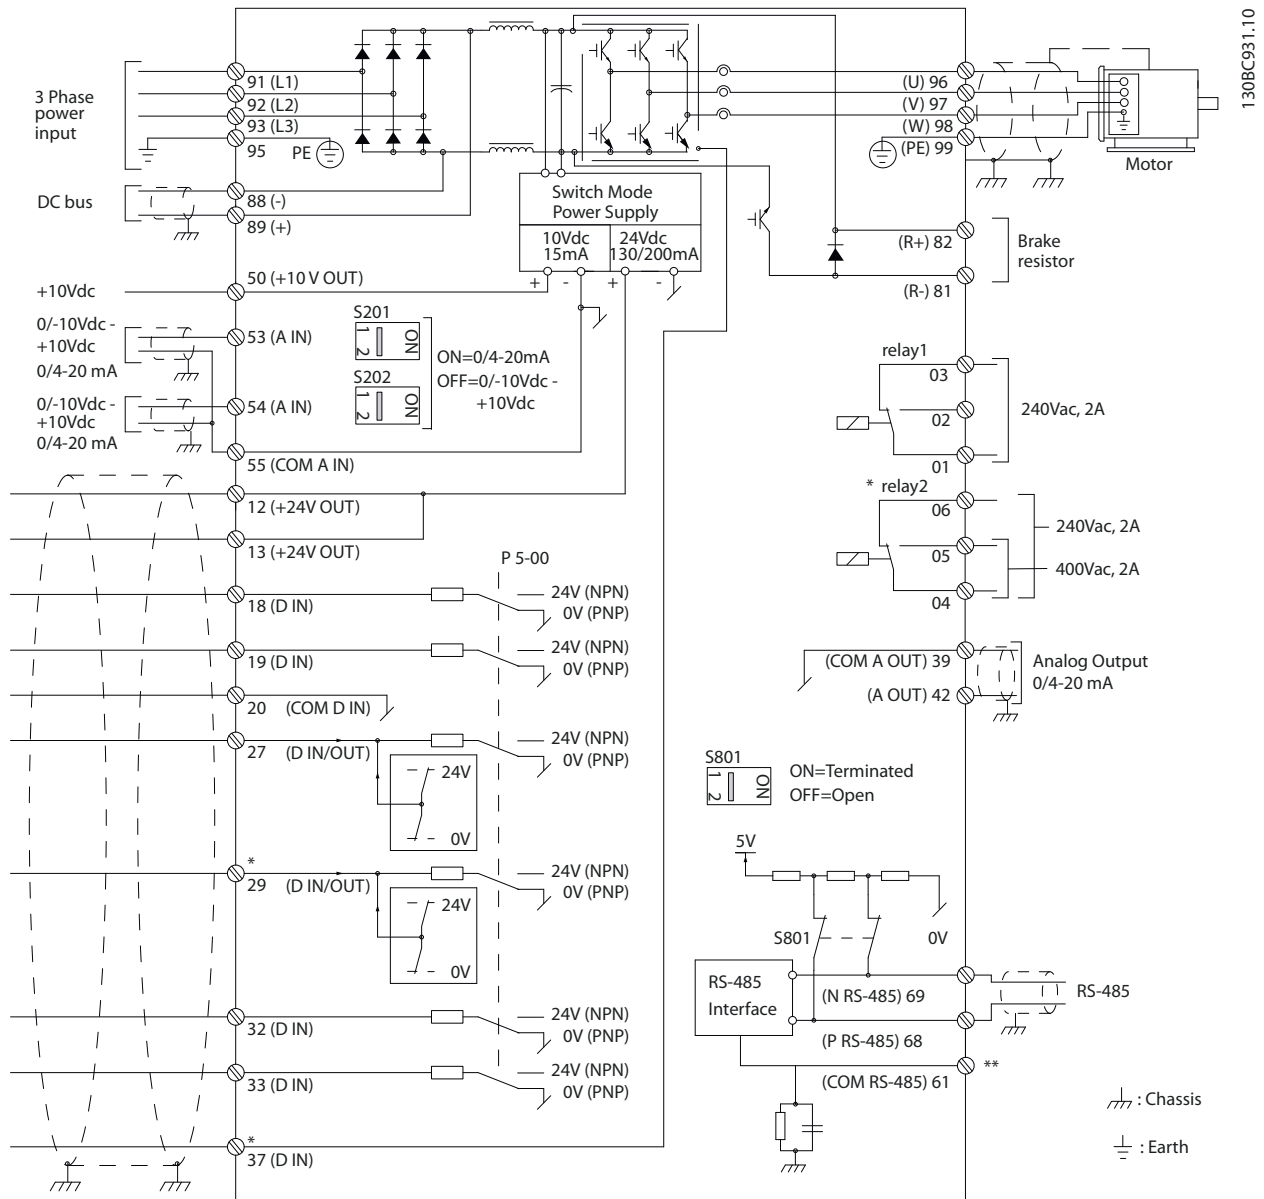 130BC931.10
3 Phase
power
input
91 (L1)
92 (L2)
93 (L3)
95
PE
DC bus
88 (-)
89 (+)
Switch Mode
Power Supply
10Vdc
15mA
24Vdc
130/200mA
+ - + -
(U) 96
(V) 97
(W) 98
(PE) 99
Motor
(R+) 82
(R-) 81
Brake
resistor
+10Vdc
50 (+10 V OUT)
0/-10Vdc -
+10Vdc
0/4-20 mA
53 (A IN)
0/-10Vdc -
+10Vdc
0/4-20 mA
54 (A IN)
55 (COM A IN)
S201
1 2
ON
S202
1 2
ON
ON=0/4-20mA
OFF=0/-10Vdc -
+10Vdc
relay1
03
02
01
240Vac, 2A
* relay2
06
05
04
240Vac, 2A
400Vac, 2A
12 (+24V OUT)
13 (+24V OUT)
P 5-00
18 (D IN)
24V (NPN)
0V (PNP)
19 (D IN)
24V (NPN)
0V (PNP)
20 (COM D IN)
27 (D IN/OUT)
24V (NPN)
0V (PNP)
24V
0V
*
29 (D IN/OUT)
24V (NPN)
0V (PNP)
24V
0V
32 (D IN)
24V (NPN)
0V (PNP)
33 (D IN)
24V (NPN)
0V (PNP)
*
37 (D IN)
(COM A OUT) 39
(A OUT) 42
Analog Output
0/4-20 mA
S801
1 2
ON
ON=Terminated
OFF=Open
5V
S801
0V
RS-485
Interface
(N RS-485) 69
(P RS-485) 68
(COM RS-485) 61
RS-485
**
: Chassis
: Earth